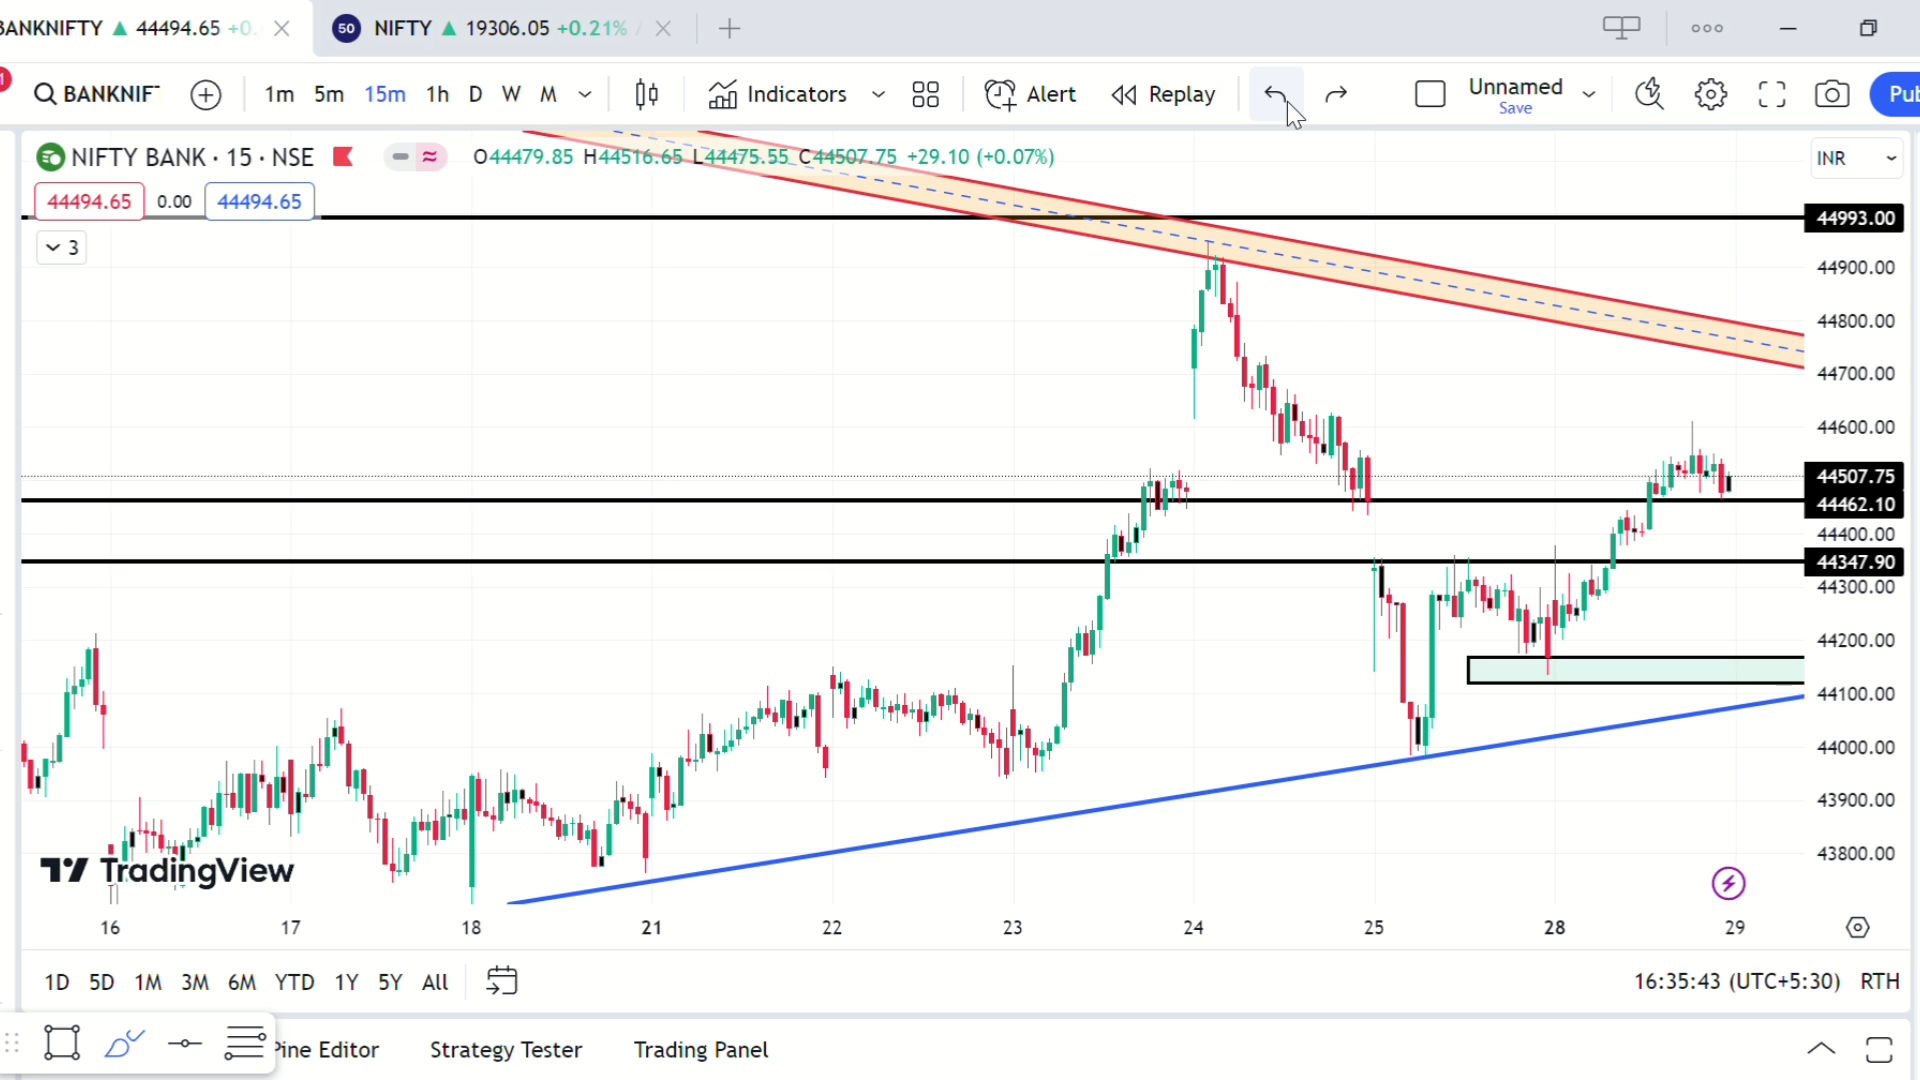 BANKNIFTY ▲ 44494.65 +0.
50 NIFTY ▲ 19306.05 +0.21% /
1
BANKNIF
1m 5m 15m 1h D W M
Indicators
Alert
Replay
Unnamed
Save
Pub
NIFTY BANK · 15 · NSE
O44479.85 H44516.65 L44475.55 C44507.75 +29.10 (+0.07%)
INR
44494.65 0.00 44494.65
3
44993.00
44900.00
44800.00
44700.00
44600.00
44507.75
44462.10
44400.00
44347.90
44300.00
44200.00
44100.00
44000.00
43900.00
43800.00
TradingView
16 17 18 21 22 23 24 25 28 29
1D 5D 1M 3M 6M YTD 1Y 5Y All
16:35:43 (UTC+5:30) RTH
Pine Editor Strategy Tester Trading Panel